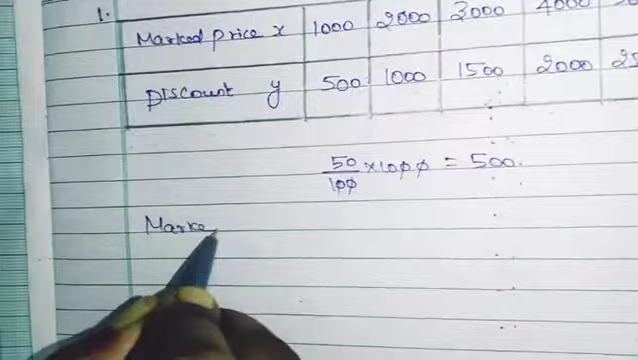 1.
Marked price x 1000 2000 3000 4000
Discount y 500 1000 1500 2000
50/100 × 1000 = 500.
Marke